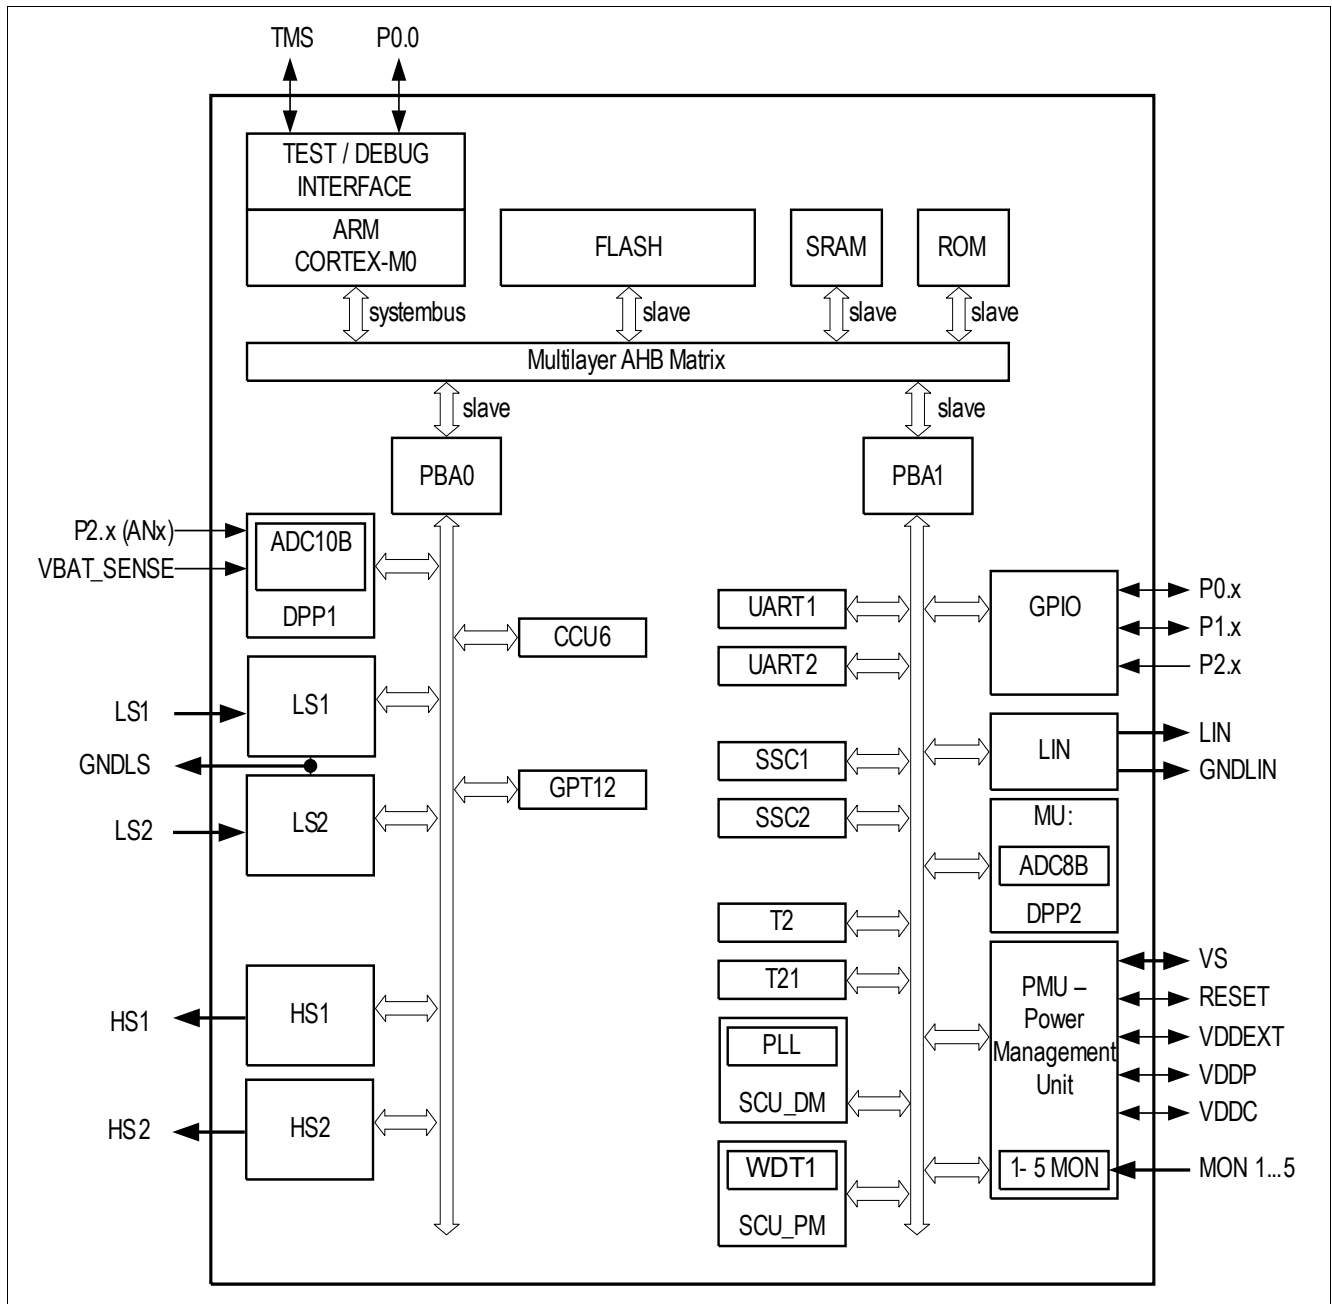 TMS
P0.0
TEST / DEBUG
INTERFACE
ARM
CORTEX-M0
FLASH
SRAM
ROM
systembus
slave
slave
slave
Multilayer AHB Matrix
slave
slave
PBA0
PBA1
P2.x (ANx)
VBAT_SENSE
ADC10B
DPP1
CCU6
LS1
LS1
GNDLS
LS2
LS2
GPT12
HS1
HS1
HS2
HS2
UART1
UART2
SSC1
SSC2
T2
T21
PLL
SCU_DM
WDT1
SCU_PM
GPIO
P0.x
P1.x
P2.x
LIN
LIN
GNDLIN
MU:
ADC8B
DPP2
PMU –
Power
Management
Unit
1- 5 MON
VS
RESET
VDDEXT
VDDP
VDDC
MON 1...5